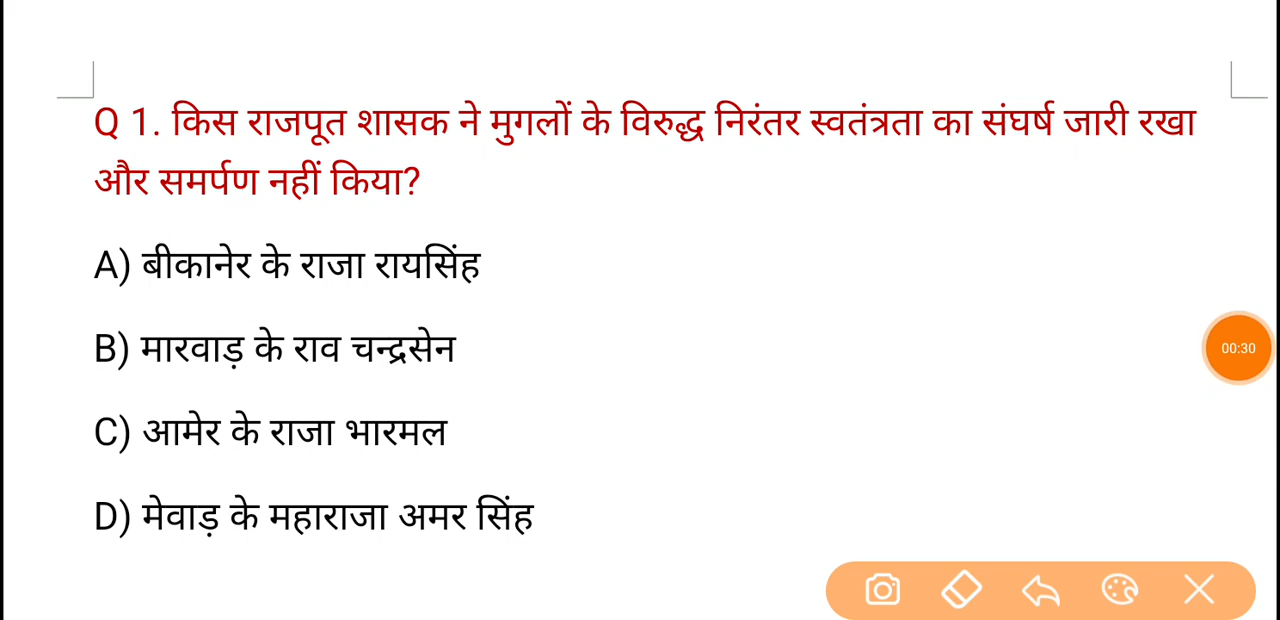 Q 1. किस राजपूत शासक ने मुगलों के विरुद्ध निरंतर स्वतंत्रता का संघर्ष जारी रखा
और समर्पण नहीं किया?
A) बीकानेर के राजा रायसिंह
B) मारवाड़ के राव चन्द्रसेन
00:30
C) आमेर के राजा भारमल
D) मेवाड़ के महाराजा अमर सिंह